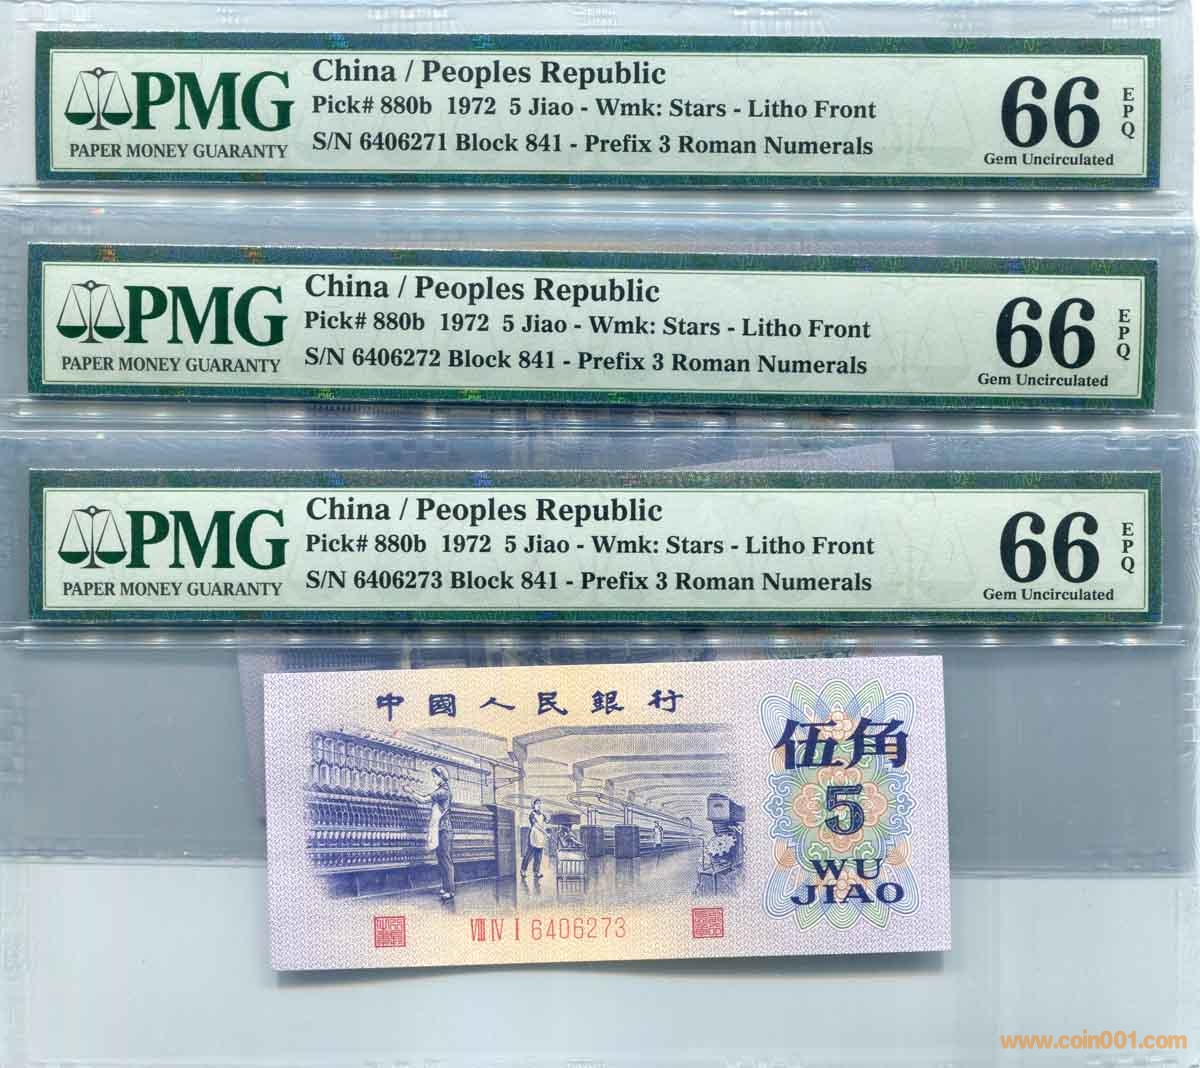 PMG
PAPER MONEY GUARANTY
China / Peoples Republic
Pick# 880b 1972 5 Jiao - Wmk: Stars - Litho Front
S/N 6406271 Block 841 - Prefix 3 Roman Numerals
66
Gem Uncirculated
EPQ
PMG
PAPER MONEY GUARANTY
China / Peoples Republic
Pick# 880b 1972 5 Jiao - Wmk: Stars - Litho Front
S/N 6406272 Block 841 - Prefix 3 Roman Numerals
66
Gem Uncirculated
EPQ
PMG
PAPER MONEY GUARANTY
China / Peoples Republic
Pick# 880b 1972 5 Jiao - Wmk: Stars - Litho Front
S/N 6406273 Block 841 - Prefix 3 Roman Numerals
66
Gem Uncirculated
EPQ
中國人民銀行
伍角
5
WU
JIAO
VIII IV I 6406273
www.coin001.com